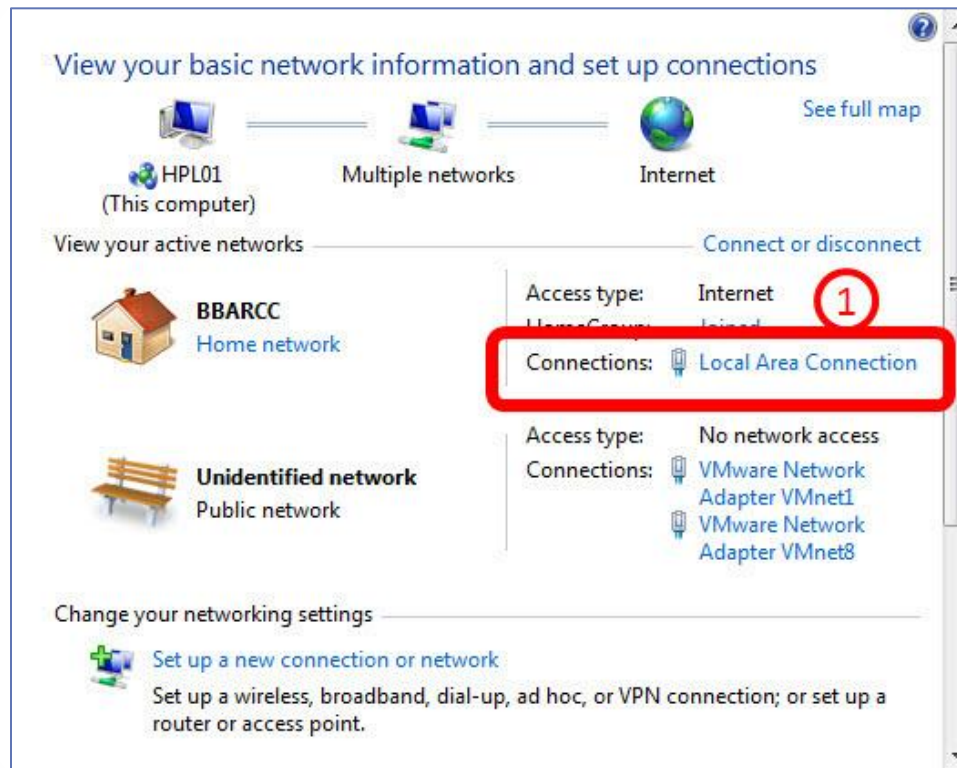 View your basic network information and set up connections
See full map
HPL01
(This computer)
Multiple networks
Internet
View your active networks
Connect or disconnect
BBARCC
Home network
Access type: Internet
1
HomeGroup: Joined
Connections: Local Area Connection
Unidentified network
Public network
Access type: No network access
Connections: VMware Network
Adapter VMnet1
VMware Network
Adapter VMnet8
Change your networking settings
Set up a new connection or network
Set up a wireless, broadband, dial-up, ad hoc, or VPN connection; or set up a
router or access point.